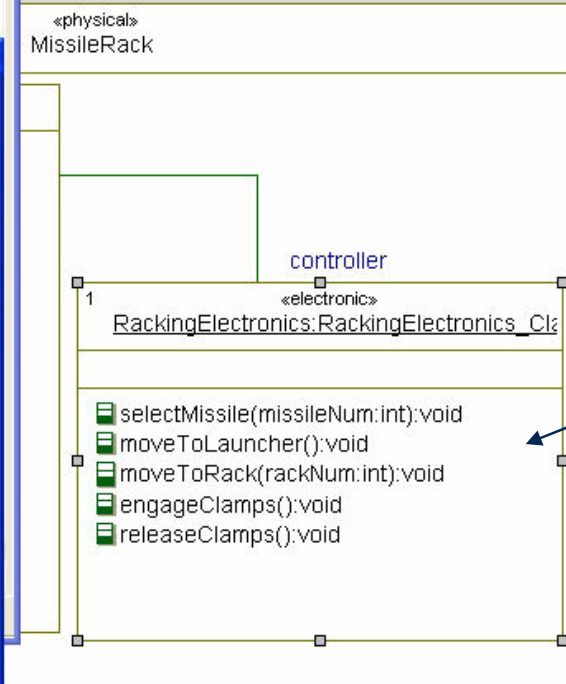 «physical»
MissileRack
controller
1
«electronic»
RackingElectronics:RackingElectronics_Cla
selectMissile(missileNum:int):void
moveToLauncher():void
moveToRack(rackNum:int):void
engageClamps():void
releaseClamps():void